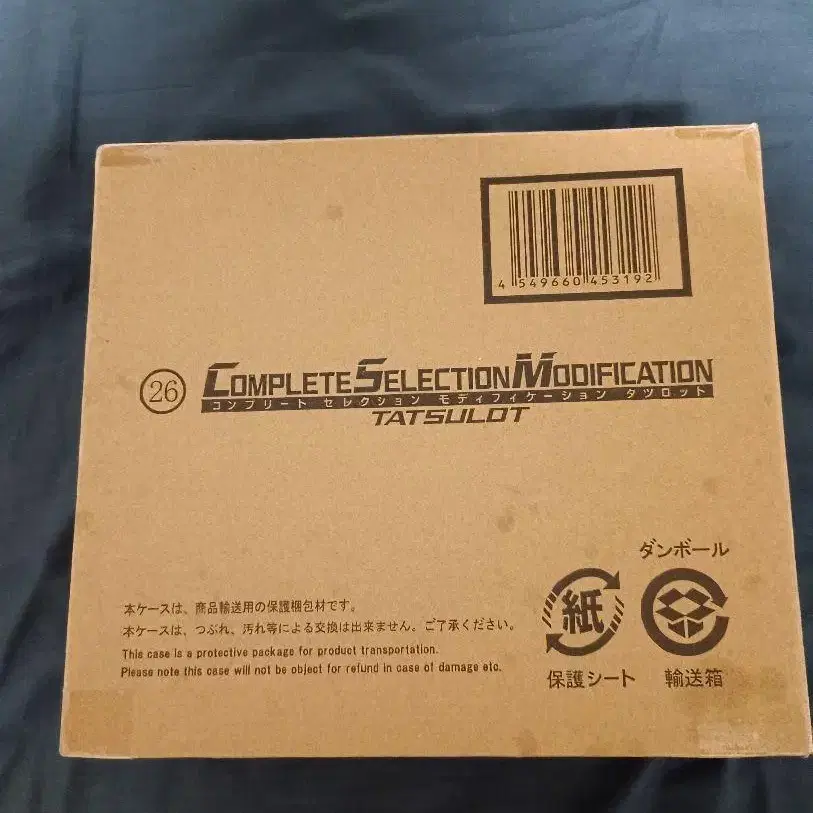 4 549660 453192
26 COMPLETE SELECTION MODIFICATION
コンプリート セレクション モディフィケーション タツロット
TATSULOT
ダンボール
紙
保護シート 輸送箱
本ケースは、商品輸送用の保護梱包材です。
本ケースは、つぶれ、汚れ等による交換は出来ません。ご了承ください。
This case is a protective package for product transportation.
Please note this case will not be object for refund in case of damage etc.